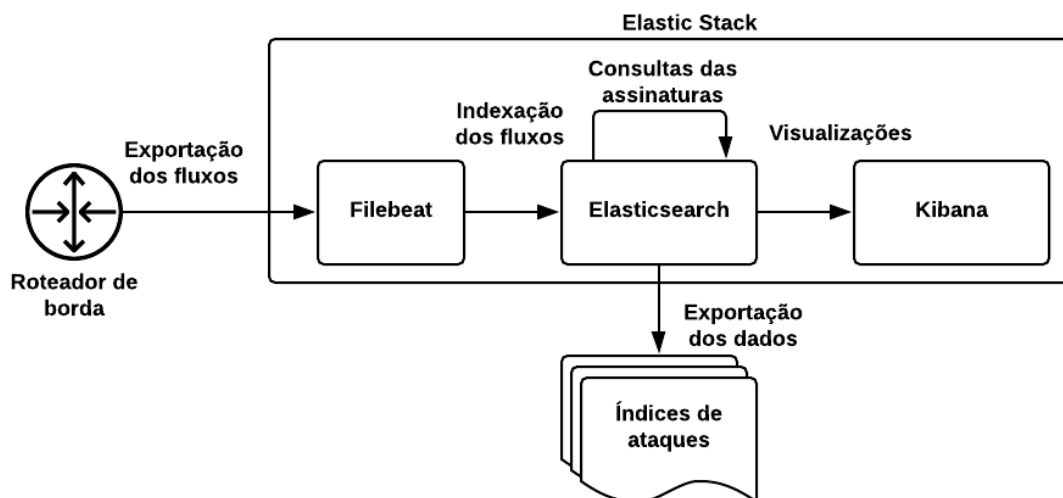 Elastic Stack
Exportação
dos fluxos
Indexação
dos fluxos
Consultas das
assinaturas
Visualizações
Roteador de
borda
Filebeat
Elasticsearch
Kibana
Exportação
dos dados
Índices de
ataques